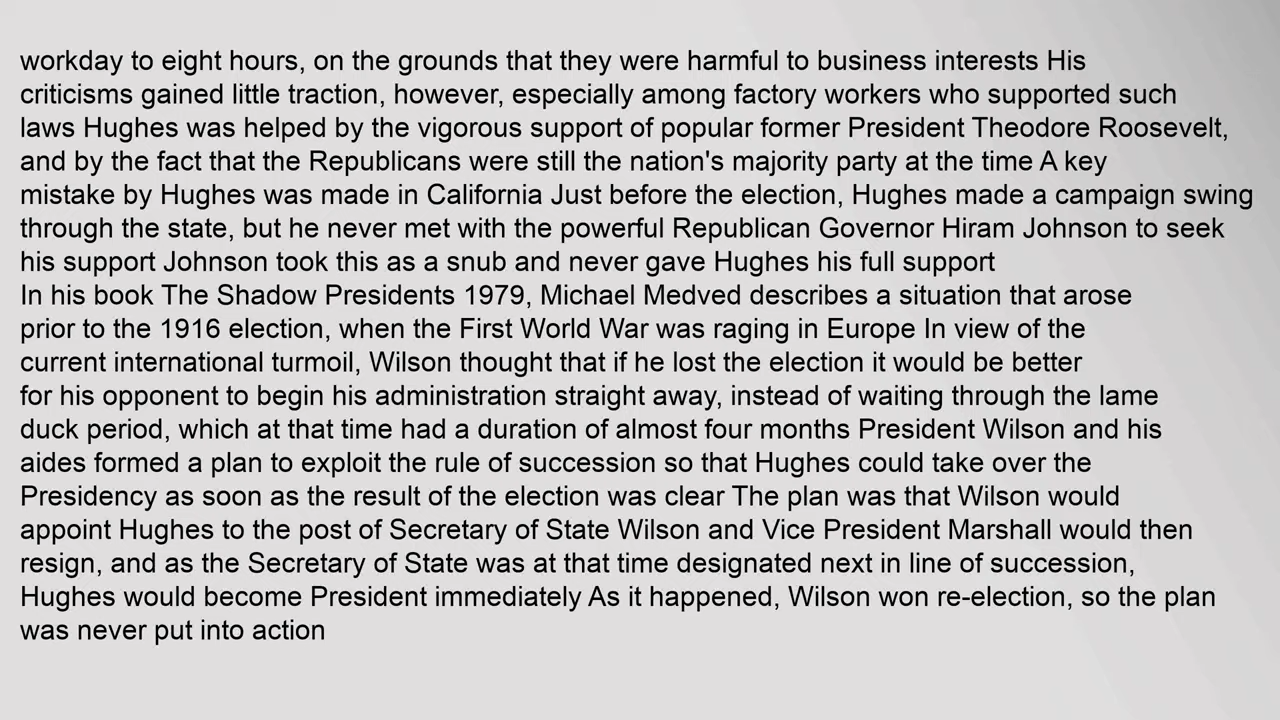 workday to eight hours, on the grounds that they were harmful to business interests His
criticisms gained little traction, however, especially among factory workers who supported such
laws Hughes was helped by the vigorous support of popular former President Theodore Roosevelt,
and by the fact that the Republicans were still the nation's majority party at the time A key
mistake by Hughes was made in California Just before the election, Hughes made a campaign swing
through the state, but he never met with the powerful Republican Governor Hiram Johnson to seek
his support Johnson took this as a snub and never gave Hughes his full support
In his book The Shadow Presidents 1979, Michael Medved describes a situation that arose
prior to the 1916 election, when the First World War was raging in Europe In view of the
current international turmoil, Wilson thought that if he lost the election it would be better
for his opponent to begin his administration straight away, instead of waiting through the lame
duck period, which at that time had a duration of almost four months President Wilson and his
aides formed a plan to exploit the rule of succession so that Hughes could take over the
Presidency as soon as the result of the election was clear The plan was that Wilson would
appoint Hughes to the post of Secretary of State Wilson and Vice President Marshall would then
resign, and as the Secretary of State was at that time designated next in line of succession,
Hughes would become President immediately As it happened, Wilson won re-election, so the plan
was never put into action